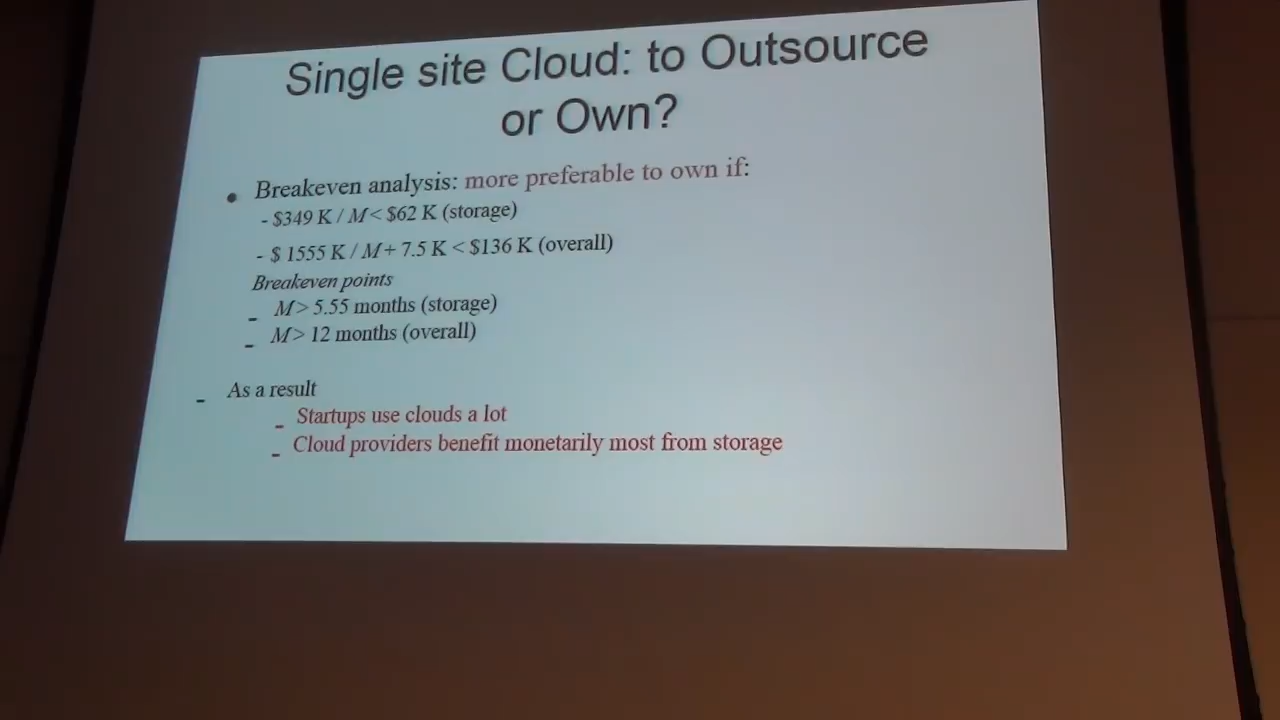 Single site Cloud: to Outsource
or Own?
• Breakeven analysis: more preferable to own if:
- $349 K / M < $62 K (storage)
- $ 1555 K / M + 7.5 K < $136 K (overall)
Breakeven points
- M > 5.55 months (storage)
- M > 12 months (overall)
- As a result
- Startups use clouds a lot
- Cloud providers benefit monetarily most from storage